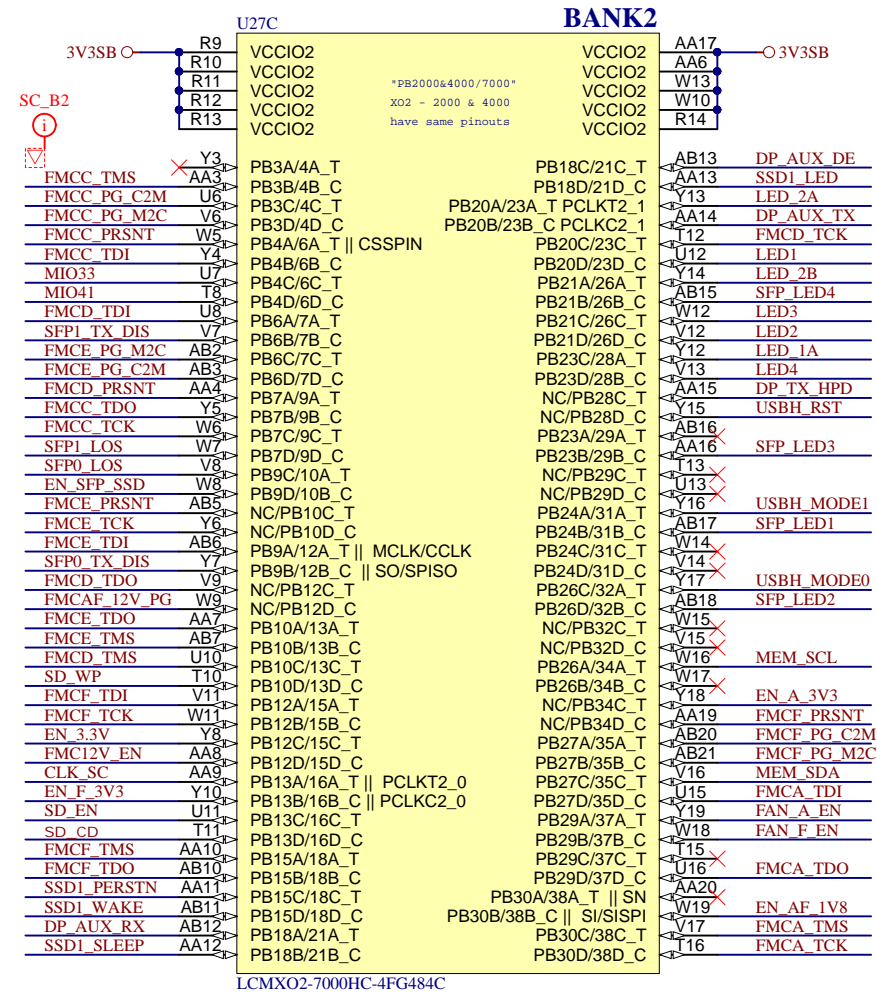 U27C BANK2
3V3SB R9 VCCIO2 VCCIO2 AA17 3V3SB
R10 VCCIO2 VCCIO2 AA6
R11 VCCIO2 "PB2000&4000/7000" VCCIO2 W13
R12 VCCIO2 XO2 - 2000 & 4000 VCCIO2 W10
R13 VCCIO2 have same pinouts VCCIO2 R14
SC_B2
i
Y3 PB3A/4A_T PB18C/21C_T AB13 DP_AUX_DE
FMCC_TMS AA3 PB3B/4B_C PB18D/21D_C AA13 SSD1_LED
FMCC_PG_C2M U6 PB3C/4C_T PB20A/23A_T PCLKT2_1 Y13 LED_2A
FMCC_PG_M2C V6 PB3D/4D_C PB20B/23B_C PCLKC2_1 AA14 DP_AUX_TX
FMCC_PRSNT W5 PB4A/6A_T || CSSPIN PB20C/23C_T T12 FMCD_TCK
FMCC_TDI Y4 PB4B/6B_C PB20D/23D_C U12 LED1
MIO33 U7 PB4C/6C_T PB21A/26A_T Y14 LED_2B
MIO41 T8 PB4D/6D_C PB21B/26B_C AB15 SFP_LED4
FMCD_TDI U8 PB6A/7A_T PB21C/26C_T W12 LED3
SFP1_TX_DIS V7 PB6B/7B_C PB21D/26D_C V12 LED2
FMCE_PG_M2C AB2 PB6C/7C_T PB23C/28A_T Y12 LED_1A
FMCE_PG_C2M AB3 PB6D/7D_C PB23D/28B_C V13 LED4
FMCD_PRSNT AA4 PB7A/9A_T NC/PB28C_T AA15 DP_TX_HPD
FMCC_TDO Y5 PB7B/9B_C NC/PB28D_C Y15 USBH_RST
FMCC_TCK W6 PB7C/9C_T PB23A/29A_T AB16
SFP1_LOS W7 PB7D/9D_C PB23B/29B_C AA16 SFP_LED3
SFP0_LOS V8 PB9C/10A_T NC/PB29C_T T13
EN_SFP_SSD W8 PB9D/10B_C NC/PB29D_C U13
FMCE_PRSNT AB5 NC/PB10C_T PB24A/31A_T Y16 USBH_MODE1
FMCE_TCK Y6 NC/PB10D_C PB24B/31B_C AB17 SFP_LED1
FMCE_TDI AB6 PB9A/12A_T || MCLK/CCLK PB24C/31C_T W14
SFP0_TX_DIS Y7 PB9B/12B_C || SO/SPISO PB24D/31D_C V14
FMCD_TDO V9 NC/PB12C_T PB26C/32A_T Y17 USBH_MODE0
FMCAF_12V_PG W9 NC/PB12D_C PB26D/32B_C AB18 SFP_LED2
FMCE_TDO AA7 PB10A/13A_T NC/PB32C_T W15
FMCE_TMS AB7 PB10B/13B_C NC/PB32D_C V15
FMCD_TMS U10 PB10C/13C_T PB26A/34A_T W16 MEM_SCL
SD_WP T10 PB10D/13D_C PB26B/34B_C W17
FMCF_TDI V11 PB12A/15A_T NC/PB34C_T Y18 EN_A_3V3
FMCF_TCK W11 PB12B/15B_C NC/PB34D_C AA19 FMCF_PRSNT
EN_3.3V Y8 PB12C/15C_T PB27A/35A_T AB20 FMCF_PG_C2M
FMC12V_EN AA8 PB12D/15D_C PB27B/35B_C AB21 FMCF_PG_M2C
CLK_SC AA9 PB13A/16A_T || PCLKT2_0 PB27C/35C_T V16 MEM_SDA
EN_F_3V3 Y10 PB13B/16B_C || PCLKC2_0 PB27D/35D_C U15 FMCA_TDI
SD_EN U11 PB13C/16C_T PB29A/37A_T Y19 FAN_A_EN
SD_CD T11 PB13D/16D_C PB29B/37B_C W18 FAN_F_EN
FMCF_TMS AA10 PB15A/18A_T PB29C/37C_T T15
FMCF_TDO AB10 PB15B/18B_C PB29D/37D_C U16 FMCA_TDO
SSD1_PERSTN AA11 PB15C/18C_T PB30A/38A_T || SN AA20
SSD1_WAKE AB11 PB15D/18D_C PB30B/38B_C || SI/SISPI W19 EN_AF_1V8
DP_AUX_RX AB12 PB18A/21A_T PB30C/38C_T V17 FMCA_TMS
SSD1_SLEEP AA12 PB18B/21B_C PB30D/38D_C T16 FMCA_TCK
LCMXO2-7000HC-4FG484C